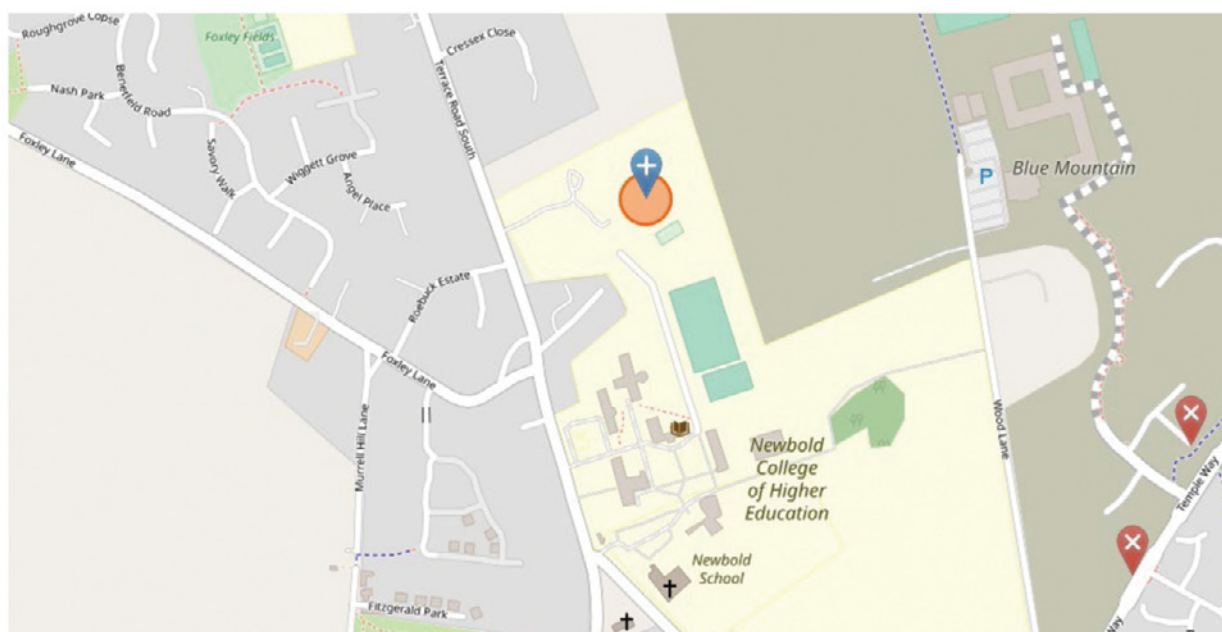 Roughgrove Copse
Foxley Fields
Cressex Close
Terrace Road South
Nash Park
Benerfeid Road
Foxley Lane
Savory Walk
Wiggett Grove
Angel Place
P
Blue Mountain
Roebuck Estate
Foxley Lane
Murrell Hill Lane
Wood Lane
Newbold
College
of Higher
Education
Temple Way
Newbold
School
Fitzgerald Park
Way